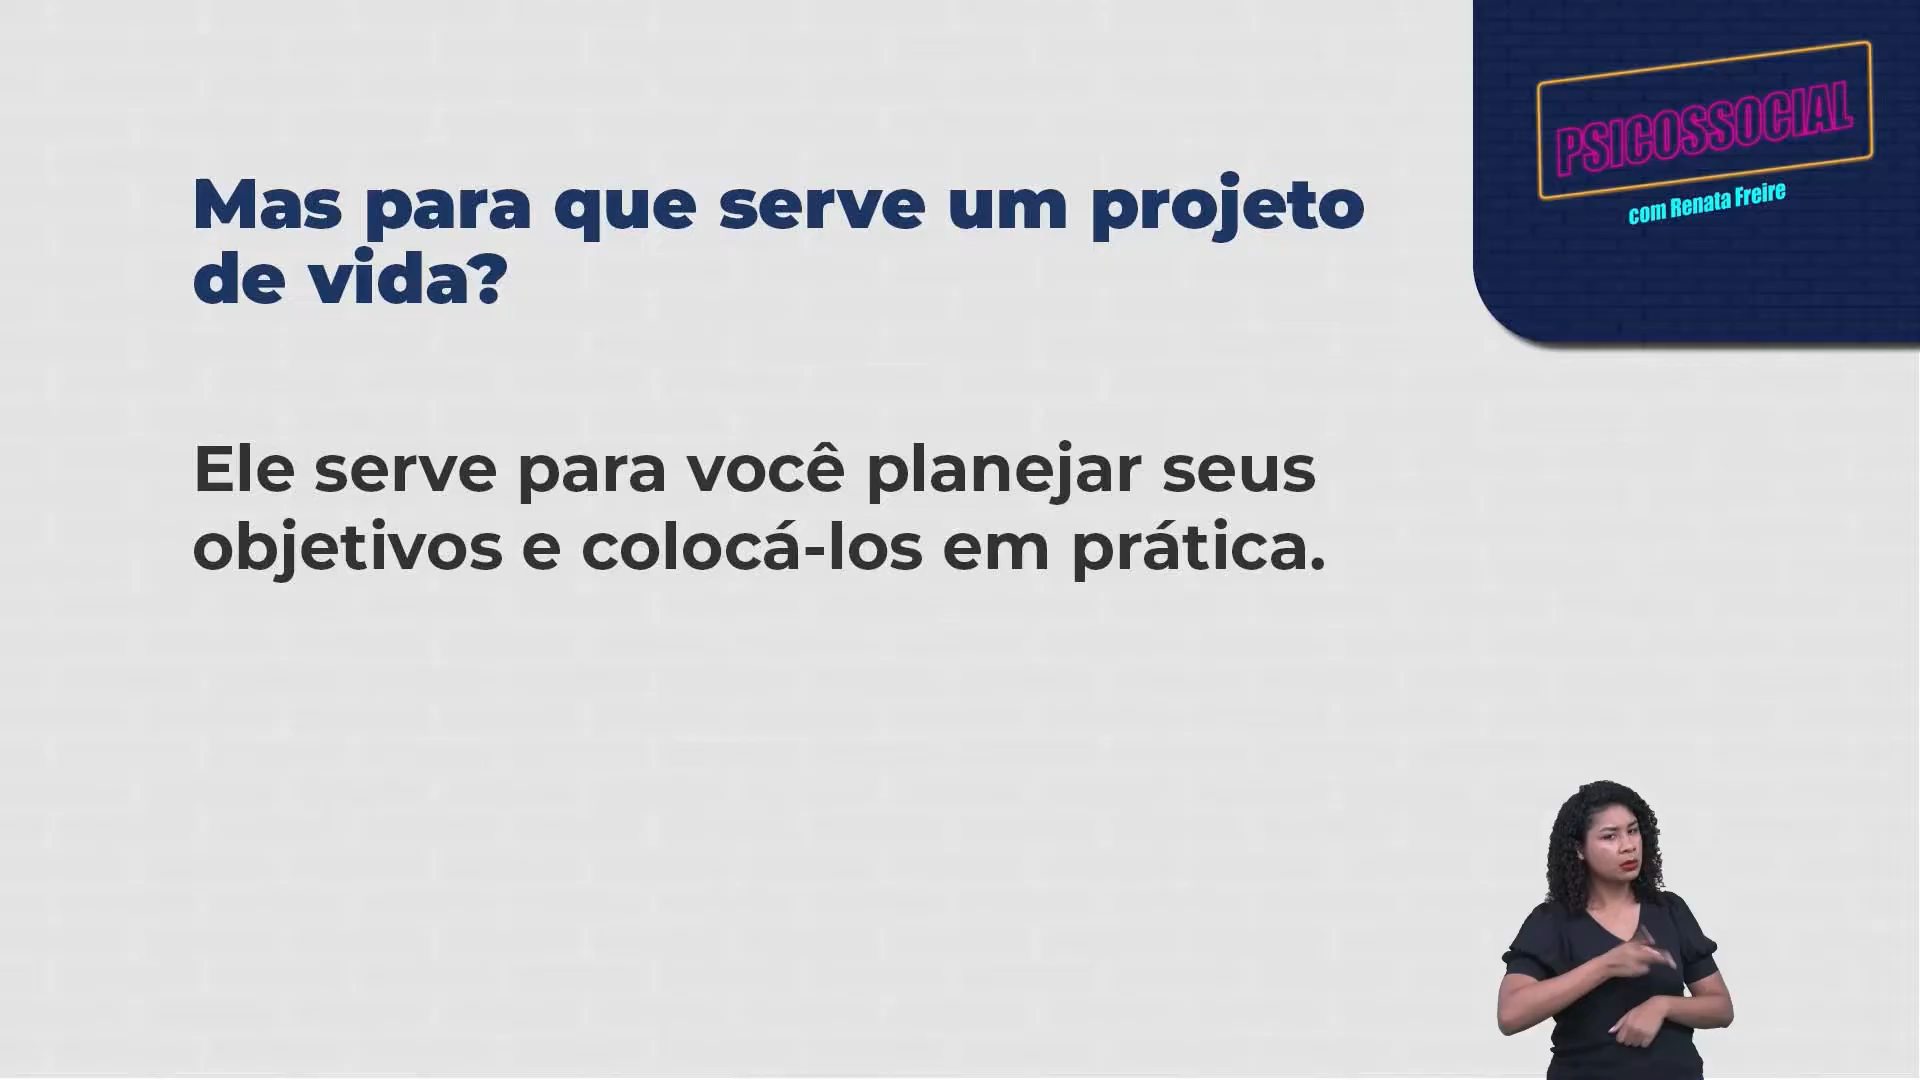 PSICOSSOCIAL
com Renata Freire
Mas para que serve um projeto
de vida?
Ele serve para você planejar seus
objetivos e colocá-los em prática.